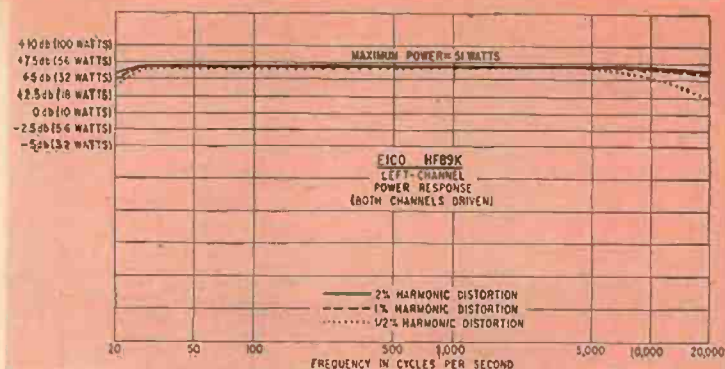 +10 db (100 WATTS)
+7.5 db (56 WATTS)
+5 db (32 WATTS)
+2.5 db (18 WATTS)
0 db (10 WATTS)
-2.5 db (5.6 WATTS)
-5 db (3.2 WATTS)
MAXIMUM POWER = 51 WATTS
EICO HF89K
LEFT-CHANNEL
POWER RESPONSE
(BOTH CHANNELS DRIVEN)
2% HARMONIC DISTORTION
1% HARMONIC DISTORTION
1/2% HARMONIC DISTORTION
20 50 100 500 1,000 5,000 10,000 20,000
FREQUENCY IN CYCLES PER SECOND